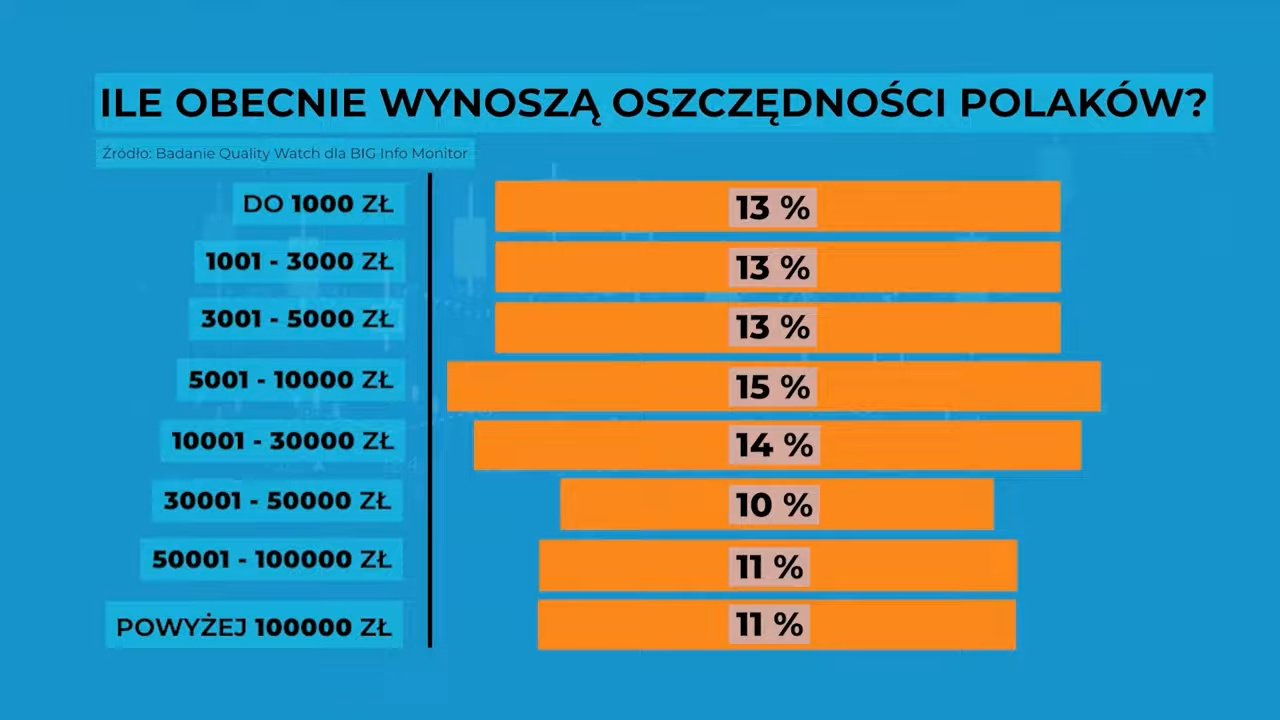 ILE OBECNIE WYNOSZĄ OSZCZĘDNOŚCI POLAKÓW?
Źródło: Badanie Quality Watch dla BIG Info Monitor
DO 1000 ZŁ 13 %
1001 - 3000 ZŁ 13 %
3001 - 5000 ZŁ 13 %
5001 - 10000 ZŁ 15 %
10001 - 30000 ZŁ 14 %
30001 - 50000 ZŁ 10 %
50001 - 100000 ZŁ 11 %
POWYŻEJ 100000 ZŁ 11 %